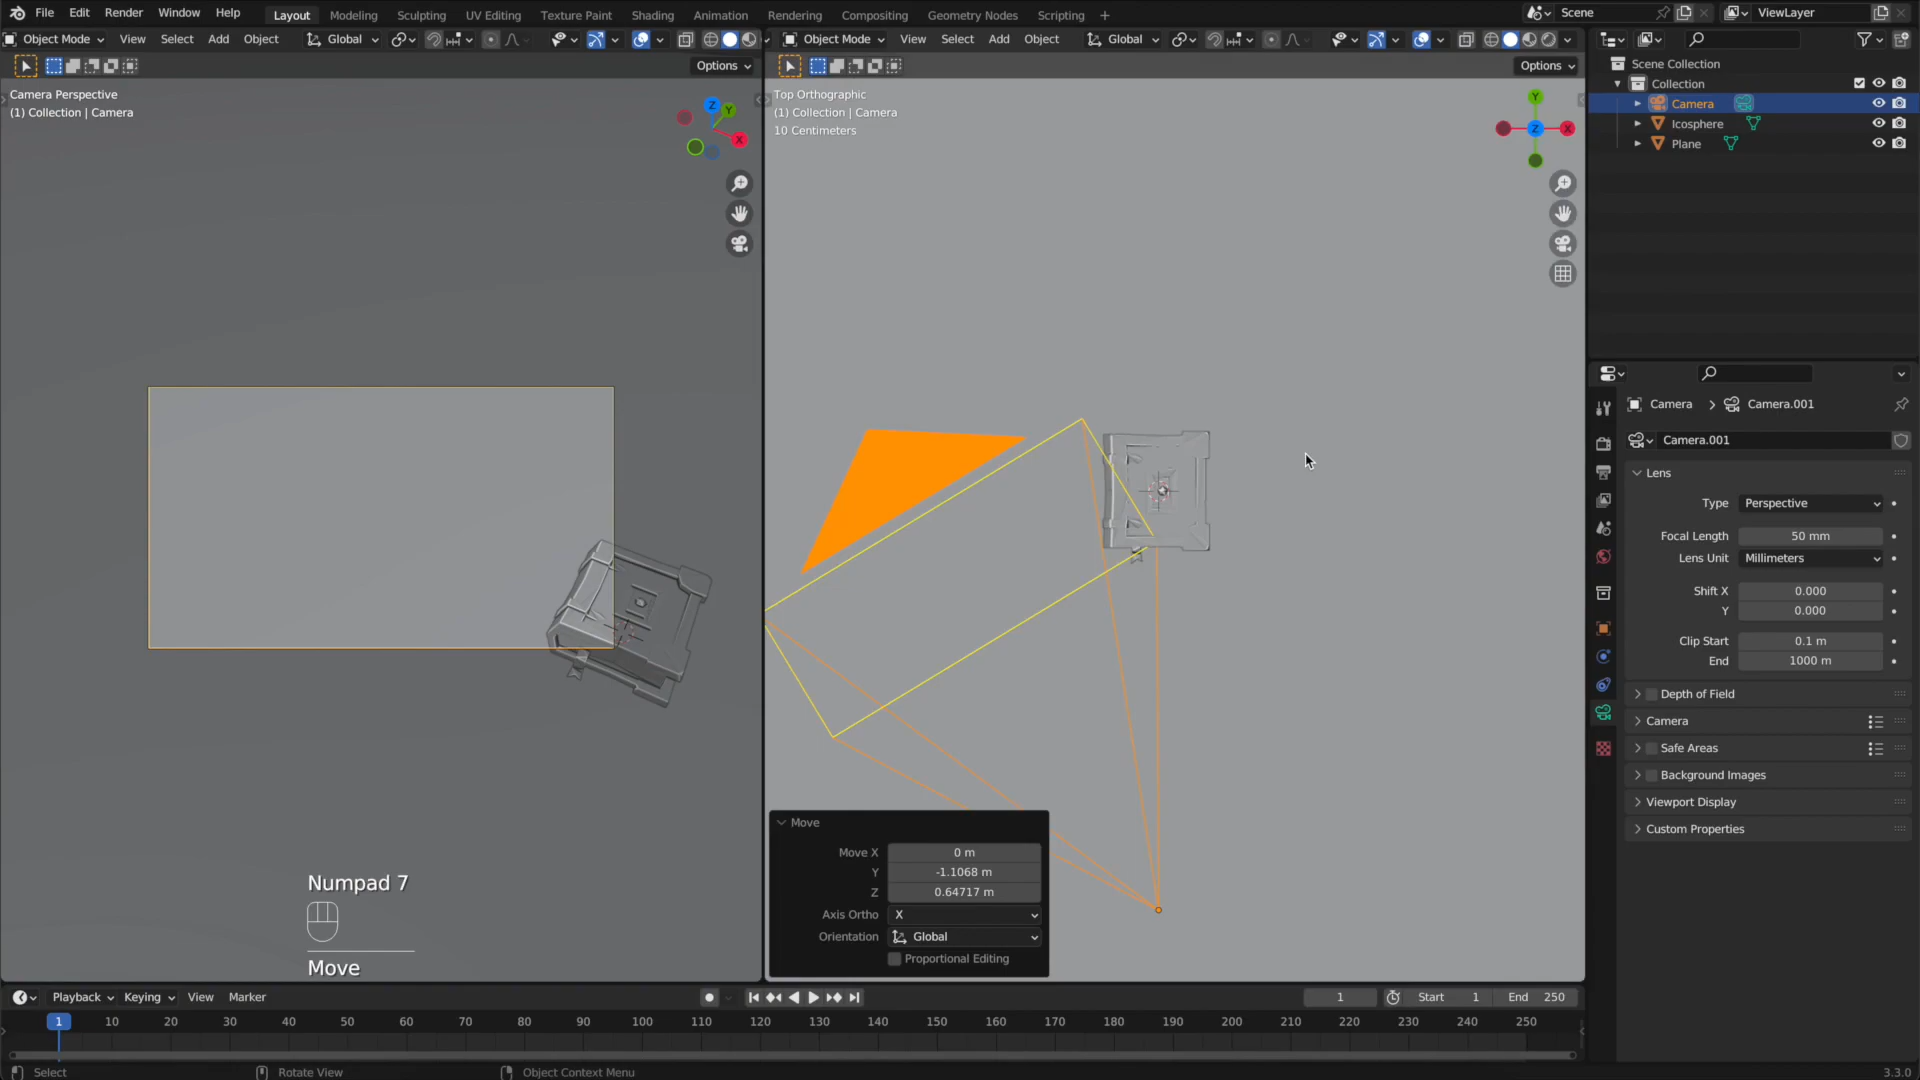 File Edit Render Window Help Layout Modeling Sculpting UV Editing Texture Paint Shading Animation Rendering Compositing Geometry Nodes Scripting + Scene ViewLayer
Object Mode View Select Add Object Global Object Mode View Select Add Object Global
Options Options
Scene Collection
Collection
Camera
Icosphere
Plane
Camera Perspective
(1) Collection | Camera
Z
Y
X
Top Orthographic
(1) Collection | Camera
10 Centimeters
Y
Z
X
Camera > Camera.001
Camera.001
Lens
Type Perspective
Focal Length 50 mm
Lens Unit Millimeters
Shift X 0.000
Y 0.000
Clip Start 0.1 m
End 1000 m
Depth of Field
Camera
Safe Areas
Background Images
Viewport Display
Custom Properties
Numpad 7
Move
Move
Move X 0 m
Y -1.1068 m
Z 0.64717 m
Axis Ortho X
Orientation Global
Proportional Editing
Playback Keying View Marker 1 Start 1 End 250
1 10 20 30 40 50 60 70 80 90 100 110 120 130 140 150 160 170 180 190 200 210 220 230 240 250
Select Rotate View Object Context Menu 3.3.0